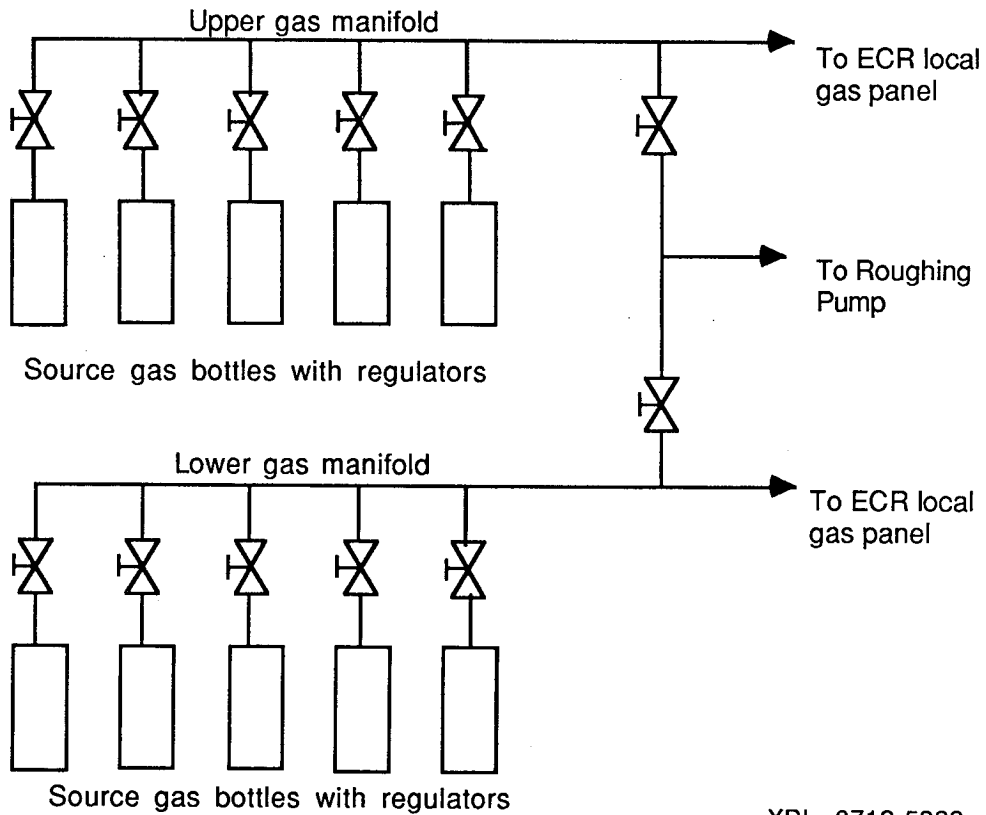 Upper gas manifold
To ECR local
gas panel
To Roughing
Pump
Source gas bottles with regulators
Lower gas manifold
To ECR local
gas panel
Source gas bottles with regulators